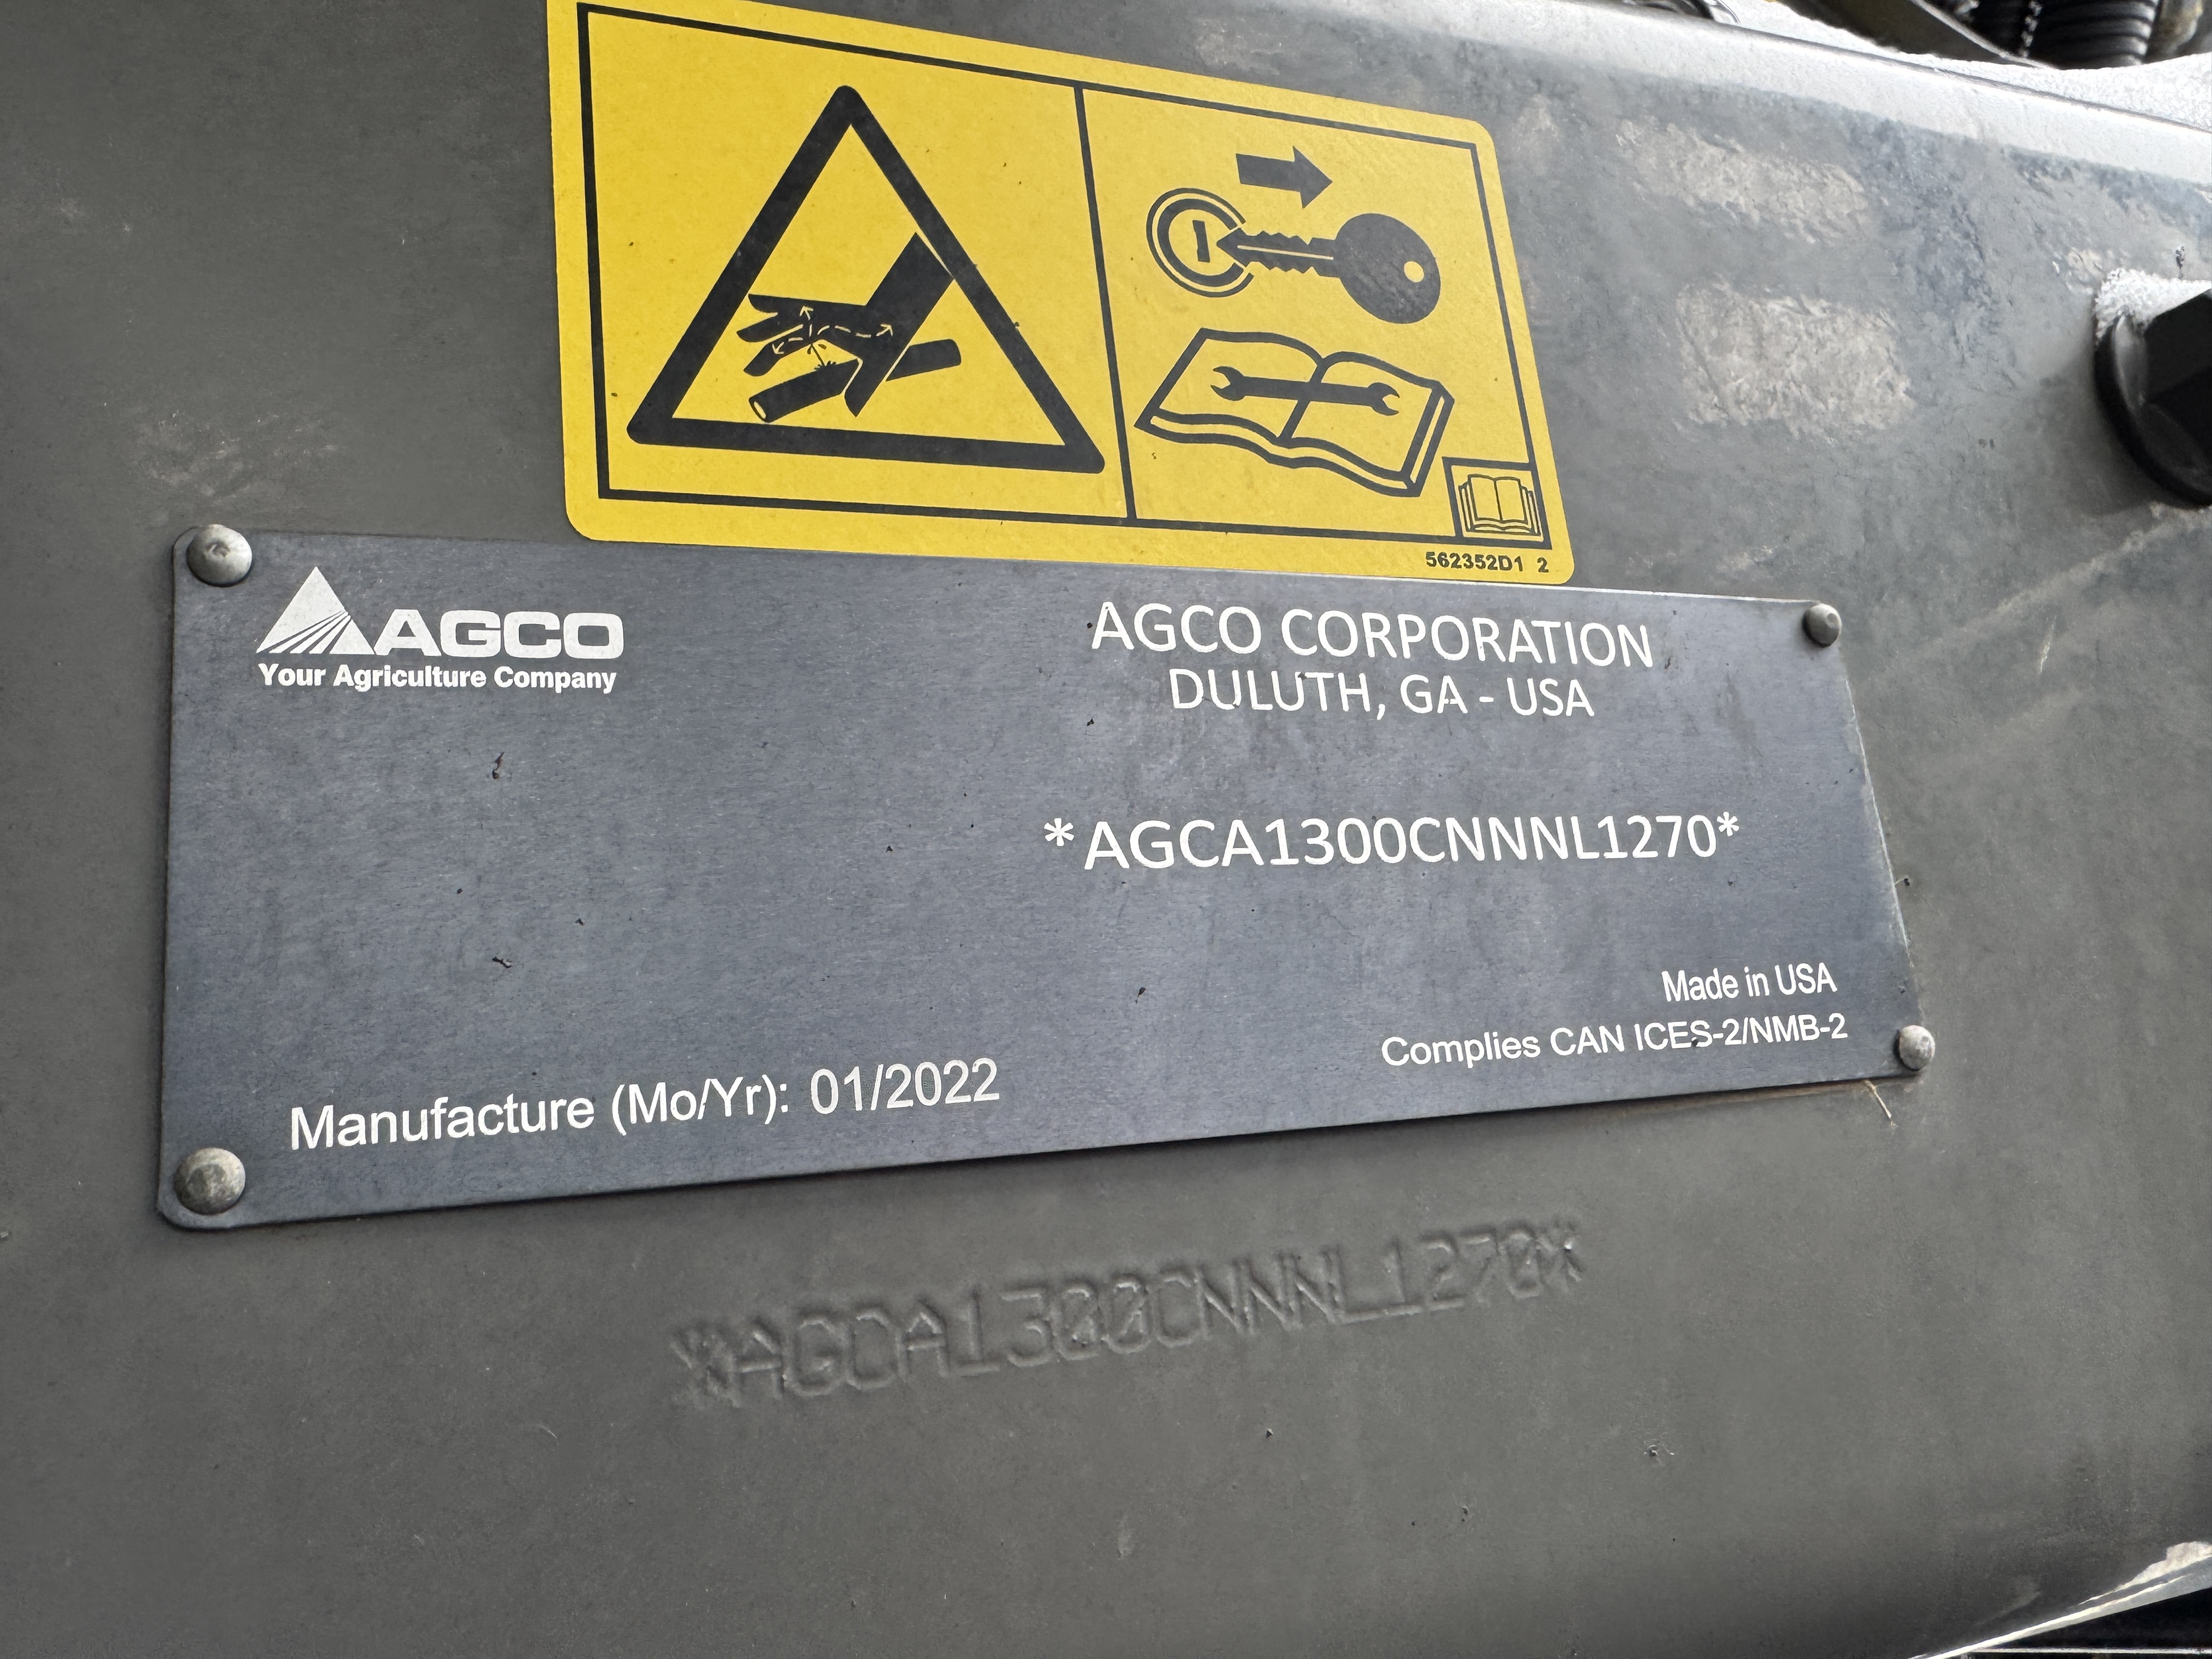 562352D1 2
AGCO
Your Agriculture Company
AGCO CORPORATION
DULUTH, GA - USA
*AGCA1300CNNNL1270*
Made in USA
Complies CAN ICES-2/NMB-2
Manufacture (Mo/Yr): 01/2022
*AGCA1300CNNNL1270*